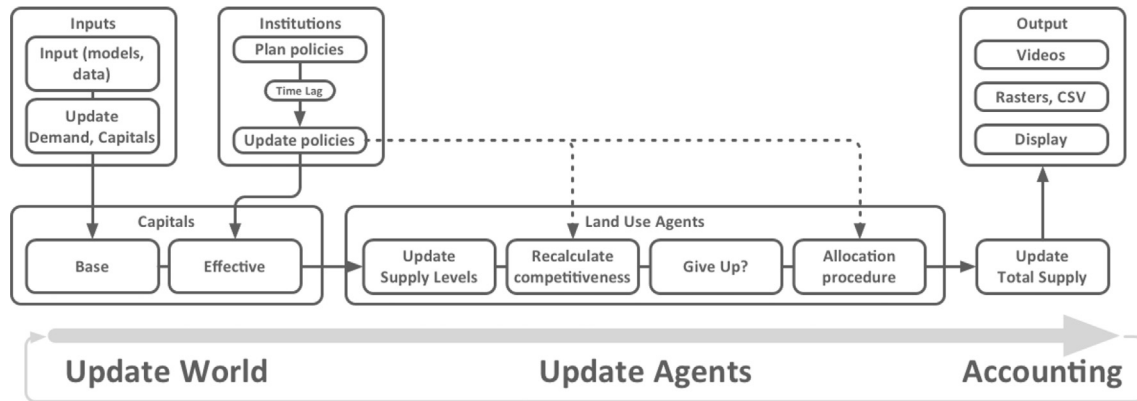 Inputs
Input (models,
data)
Update
Demand, Capitals
Institutions
Plan policies
Time Lag
Update policies
Output
Videos
Rasters, CSV
Display
Capitals
Base
Effective
Land Use Agents
Update
Supply Levels
Recalculate
competitiveness
Give Up?
Allocation
procedure
Update
Total Supply
Update World
Update Agents
Accounting